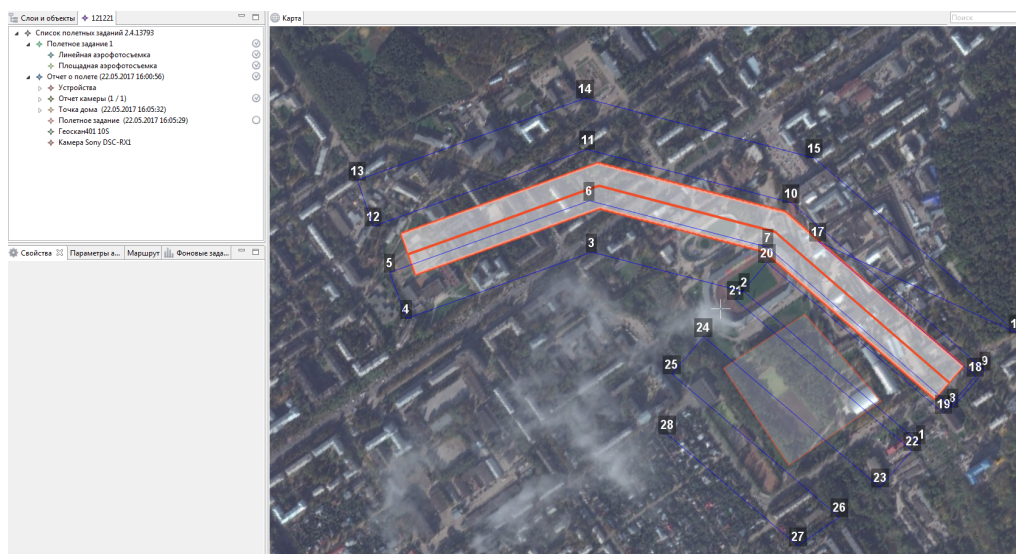 Слои и объекты
121221
Список полетных заданий 2.4.13793
Полетное задание 1
Линейная аэрофотосъемка
Площадная аэрофотосъемка
Отчет о полете (22.05.2017 16:00:56)
Устройства
Отчет камеры (1 / 1)
Точка дома (22.05.2017 16:05:32)
Полетное задание (22.05.2017 16:05:29)
Геоскан401 10S
Камера Sony DSC-RX1
Свойства
Параметры а...
Маршрут
Фоновые зада...
Карта
Поиск
14
11
15
13
6
10
12
17
7
3
5
20
2
21
4
24
9
18
25
19
28
1
22
23
26
27